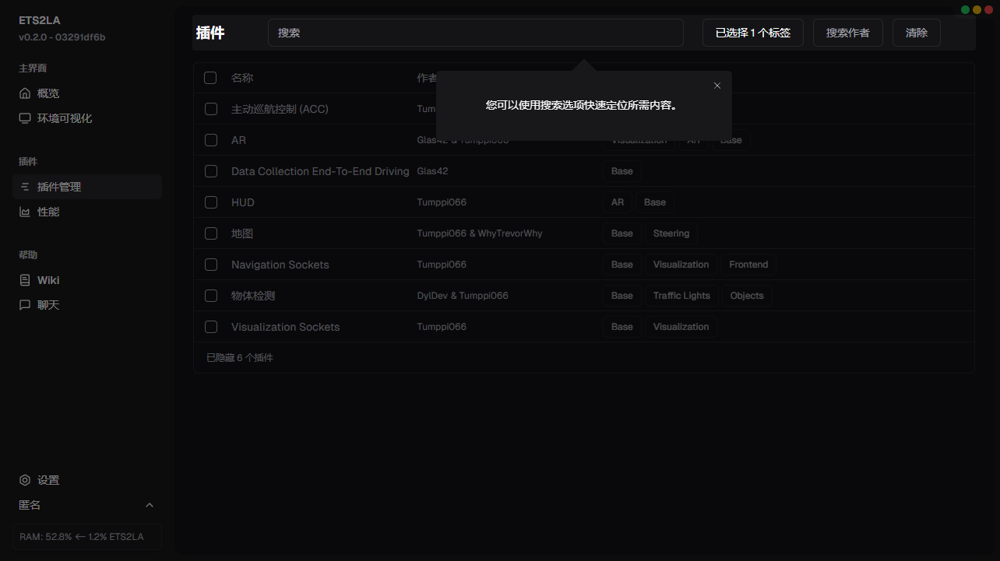 ETS2LA
v0.2.0 - 03291df6b
主界面
概览
环境可视化
插件
插件管理
性能
帮助
Wiki
聊天
设置
匿名
RAM: 52.8% <- 1.2% ETS2LA
插件
搜索
已选择 1 个标签
搜索作者
清除
您可以使用搜索选项快速定位所需内容。
名称
主动巡航控制 (ACC)
AR Glas42 & Tumppi066 Visualization AR Base
Data Collection End-To-End Driving Glas42 Base
HUD Tumppi066 AR Base
地图 Tumppi066 & WhyTrevorWhy Base Steering
Navigation Sockets Tumppi066 Base Visualization Frontend
物体检测 DylDev & Tumppi066 Base Traffic Lights Objects
Visualization Sockets Tumppi066 Base Visualization
已隐藏 6 个插件